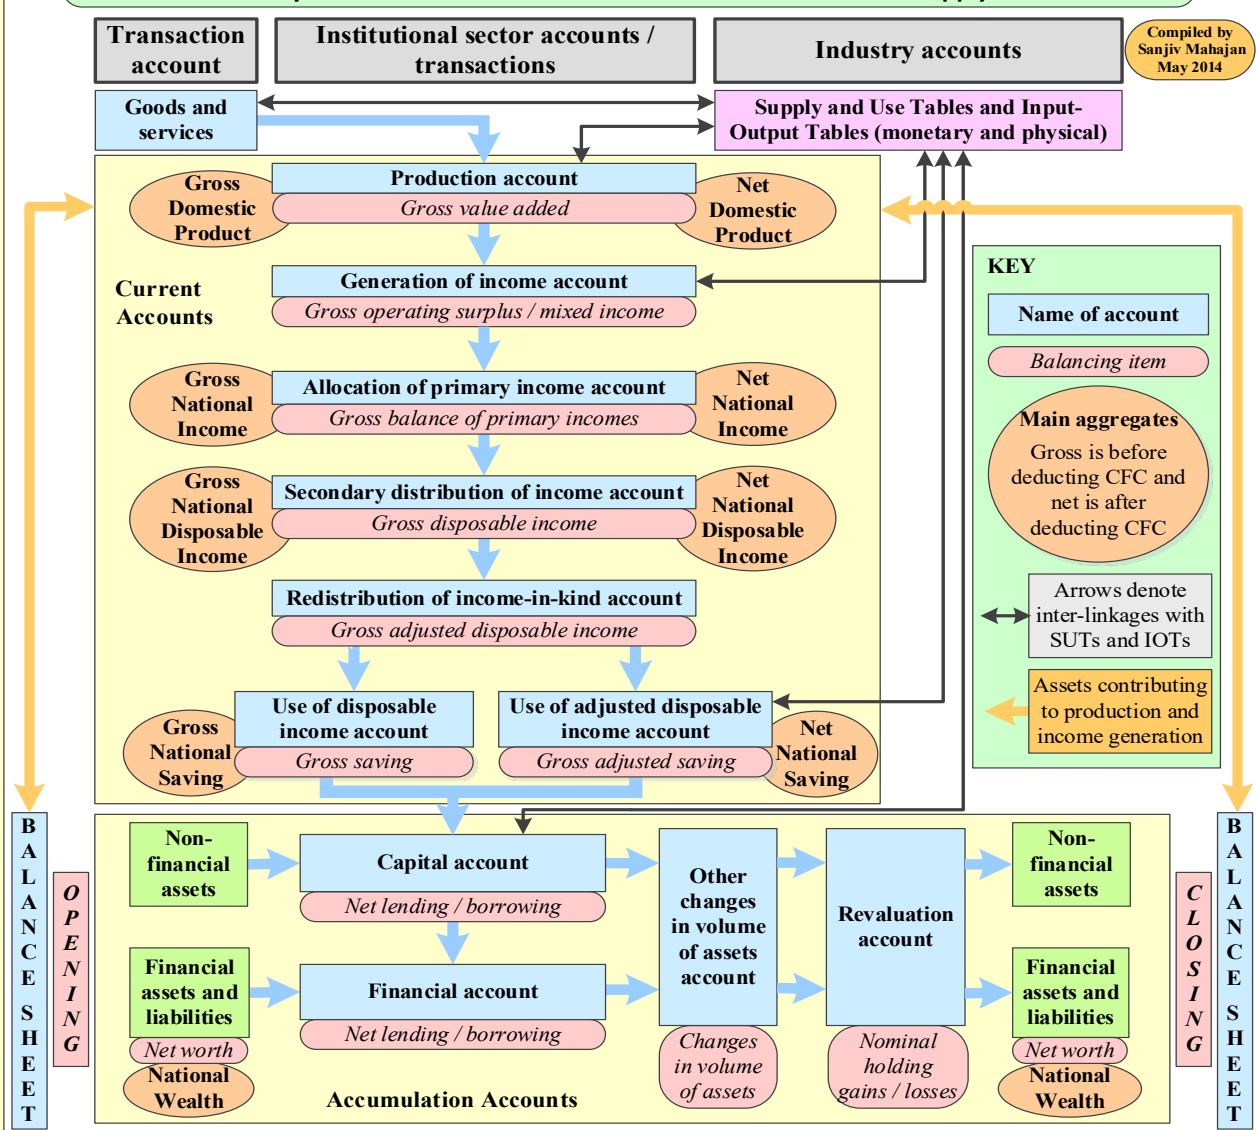 Transaction
account
Institutional sector accounts /
transactions
Industry accounts
Compiled by
Sanjiv Mahajan
May 2014
Goods and
services
Supply and Use Tables and Input-
Output Tables (monetary and physical)
Production account
Gross value added
Gross
Domestic
Product
Net
Domestic
Product
Current
Accounts
Generation of income account
Gross operating surplus / mixed income
Allocation of primary income account
Gross balance of primary incomes
Gross
National
Income
Net
National
Income
Secondary distribution of income account
Gross disposable income
Gross
National
Disposable
Income
Net
National
Disposable
Income
Redistribution of income-in-kind account
Gross adjusted disposable income
Use of disposable
income account
Gross saving
Use of adjusted disposable
income account
Gross adjusted saving
Gross
National
Saving
Net
National
Saving
KEY
Name of account
Balancing item
Main aggregates
Gross is before
deducting CFC and
net is after
deducting CFC
Arrows denote
inter-linkages with
SUTs and IOTs
Assets contributing
to production and
income generation
BALANCE SHEET
OPENING
Non-
financial
assets
Capital account
Net lending / borrowing
Financial
assets and
liabilities
Net worth
National
Wealth
Financial account
Net lending / borrowing
Other
changes
in volume
of assets
account
Changes
in volume
of assets
Revaluation
account
Nominal
holding
gains / losses
Non-
financial
assets
Financial
assets and
liabilities
Net worth
National
Wealth
Accumulation Accounts
CLOSING
BALANCE SHEET